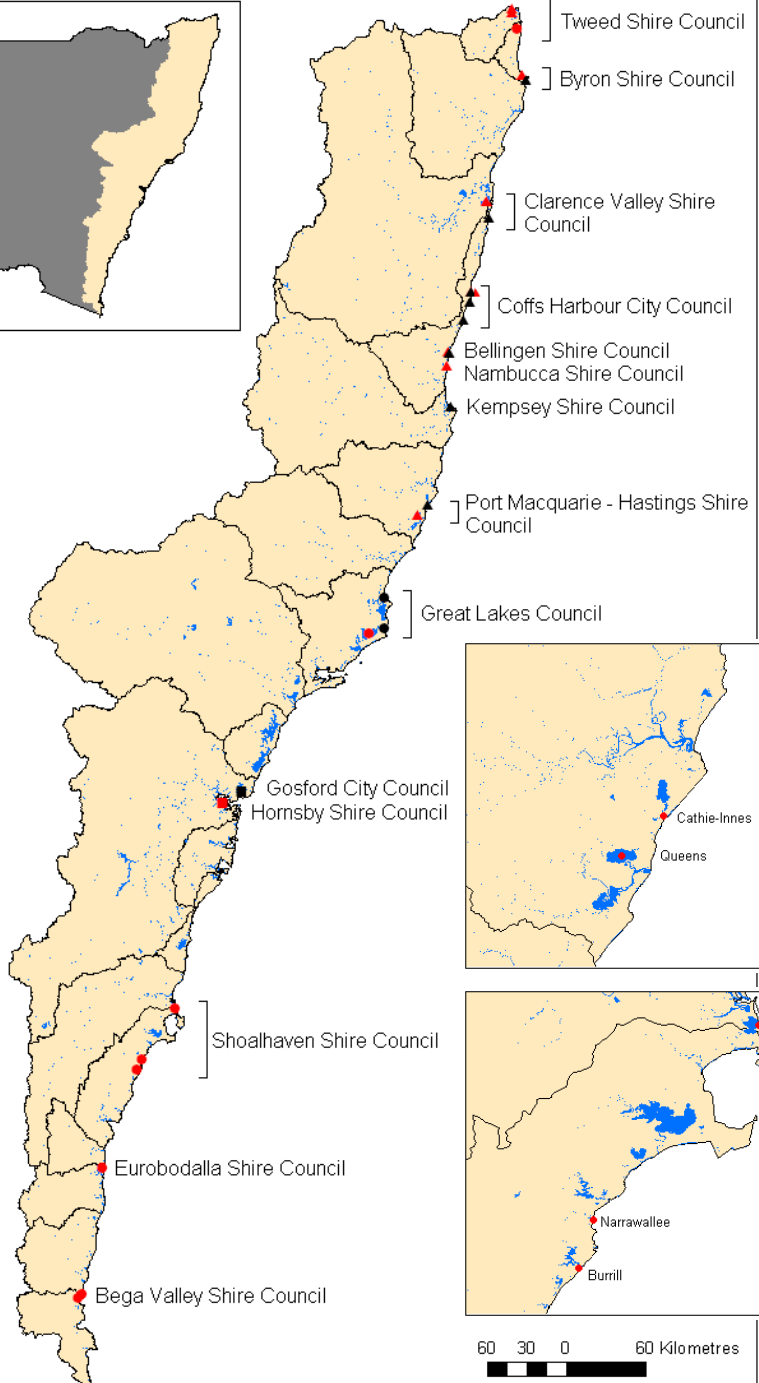 Tweed Shire Council
Byron Shire Council
Clarence Valley Shire
Council
Coffs Harbour City Council
Bellingen Shire Council
Nambucca Shire Council
Kempsey Shire Council
Port Macquarie - Hastings Shire
Council
Great Lakes Council
Gosford City Council
Hornsby Shire Council
Cathie-Innes
Queens
Shoalhaven Shire Council
Eurobodalla Shire Council
Narrawallee
Burrill
Bega Valley Shire Council
60 30 0 60 Kilometres